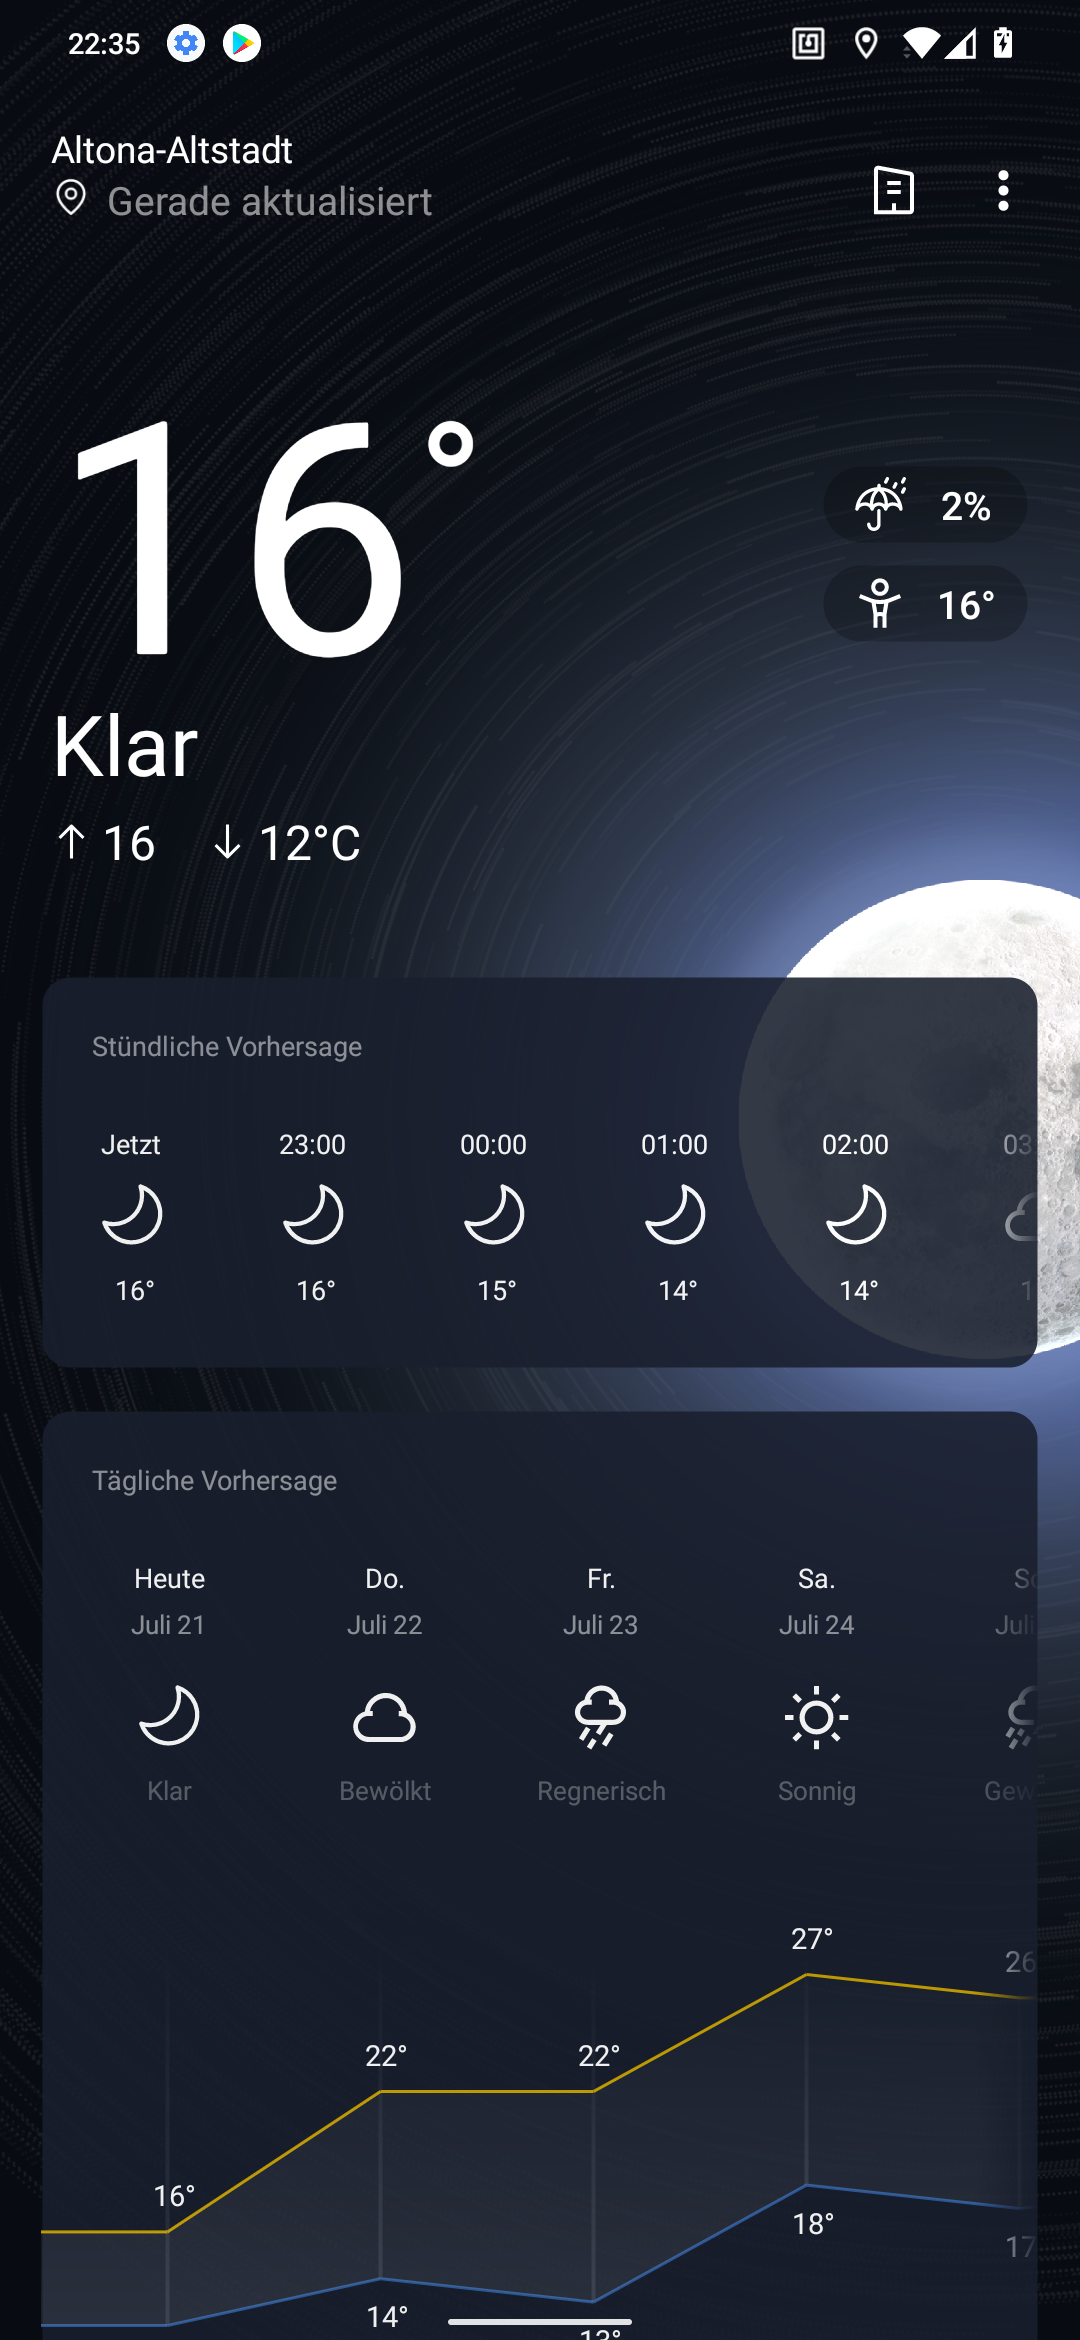 22:35
Altona-Altstadt
Gerade aktualisiert
16°
2%
16°
Klar
↑ 16 ↓ 12°C
Stündliche Vorhersage
Jetzt 23:00 00:00 01:00 02:00 03
16° 16° 15° 14° 14° 1
Tägliche Vorhersage
Heute Do. Fr. Sa. So
Juli 21 Juli 22 Juli 23 Juli 24 Juli
Klar Bewölkt Regnerisch Sonnig Gew
27°
26
22° 22°
16°
18°
17
14°
13°